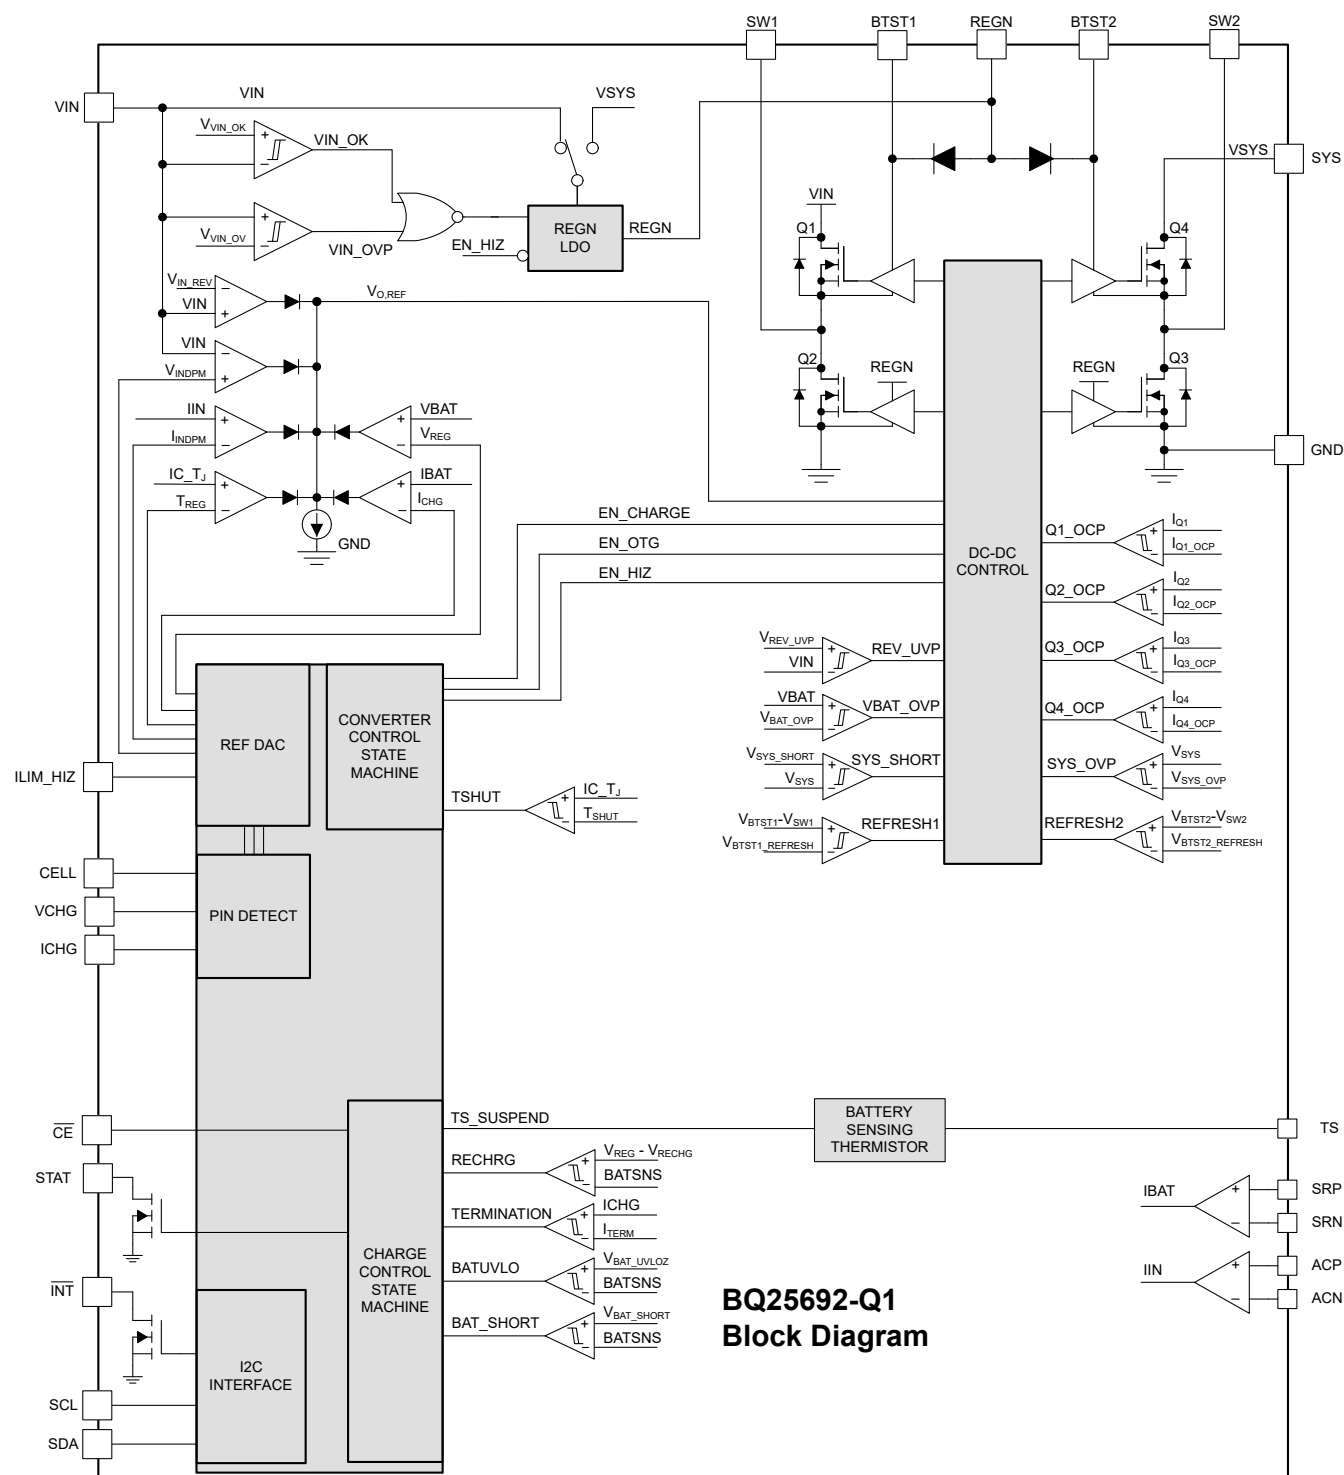 SW1
BTST1
REGN
BTST2
SW2
VIN
VIN
VSYS
V_VIN_OK
+
−
VIN_OK
VSYS
SYS
VIN
V_VIN_OV
+
−
VIN_OVP
EN_HIZ
REGN
LDO
REGN
Q1
Q4
V_IN_REV
−
VIN
+
V_O,REF
VIN
−
V_INDPM
+
Q2
REGN
REGN
Q3
IIN
+
I_INDPM
−
+
VBAT
−
V_REG
GND
IC_T_J
+
T_REG
−
+
IBAT
−
I_CHG
GND
EN_CHARGE
EN_OTG
EN_HIZ
DC-DC
CONTROL
Q1_OCP
+
I_Q1
−
I_Q1_OCP
Q2_OCP
+
I_Q2
−
I_Q2_OCP
V_REV_UVP
+
VIN
−
REV_UVP
Q3_OCP
+
I_Q3
−
I_Q3_OCP
VBAT
+
V_BAT_OVP
−
VBAT_OVP
Q4_OCP
+
I_Q4
−
I_Q4_OCP
V_SYS_SHORT
+
V_SYS
−
SYS_SHORT
SYS_OVP
+
V_SYS
−
V_SYS_OVP
V_BTST1-V_SW1
+
V_BTST1_REFRESH
−
REFRESH1
REFRESH2
+
V_BTST2-V_SW2
−
V_BTST2_REFRESH
REF DAC
CONVERTER
CONTROL
STATE
MACHINE
ILIM_HIZ
TSHUT
+
IC_T_J
−
T_SHUT
CELL
VCHG
ICHG
PIN DETECT
CE
STAT
INT
SCL
SDA
TS_SUSPEND
BATTERY
SENSING
THERMISTOR
TS
RECHRG
+
V_REG - V_RECHG
−
BATSNS
TERMINATION
+
ICHG
−
I_TERM
CHARGE
CONTROL
STATE
MACHINE
BATUVLO
+
V_BAT_UVLOZ
−
BATSNS
BAT_SHORT
+
V_BAT_SHORT
−
BATSNS
I2C
INTERFACE
IBAT
+
SRP
−
SRN
IIN
+
ACP
−
ACN
BQ25692-Q1
Block Diagram